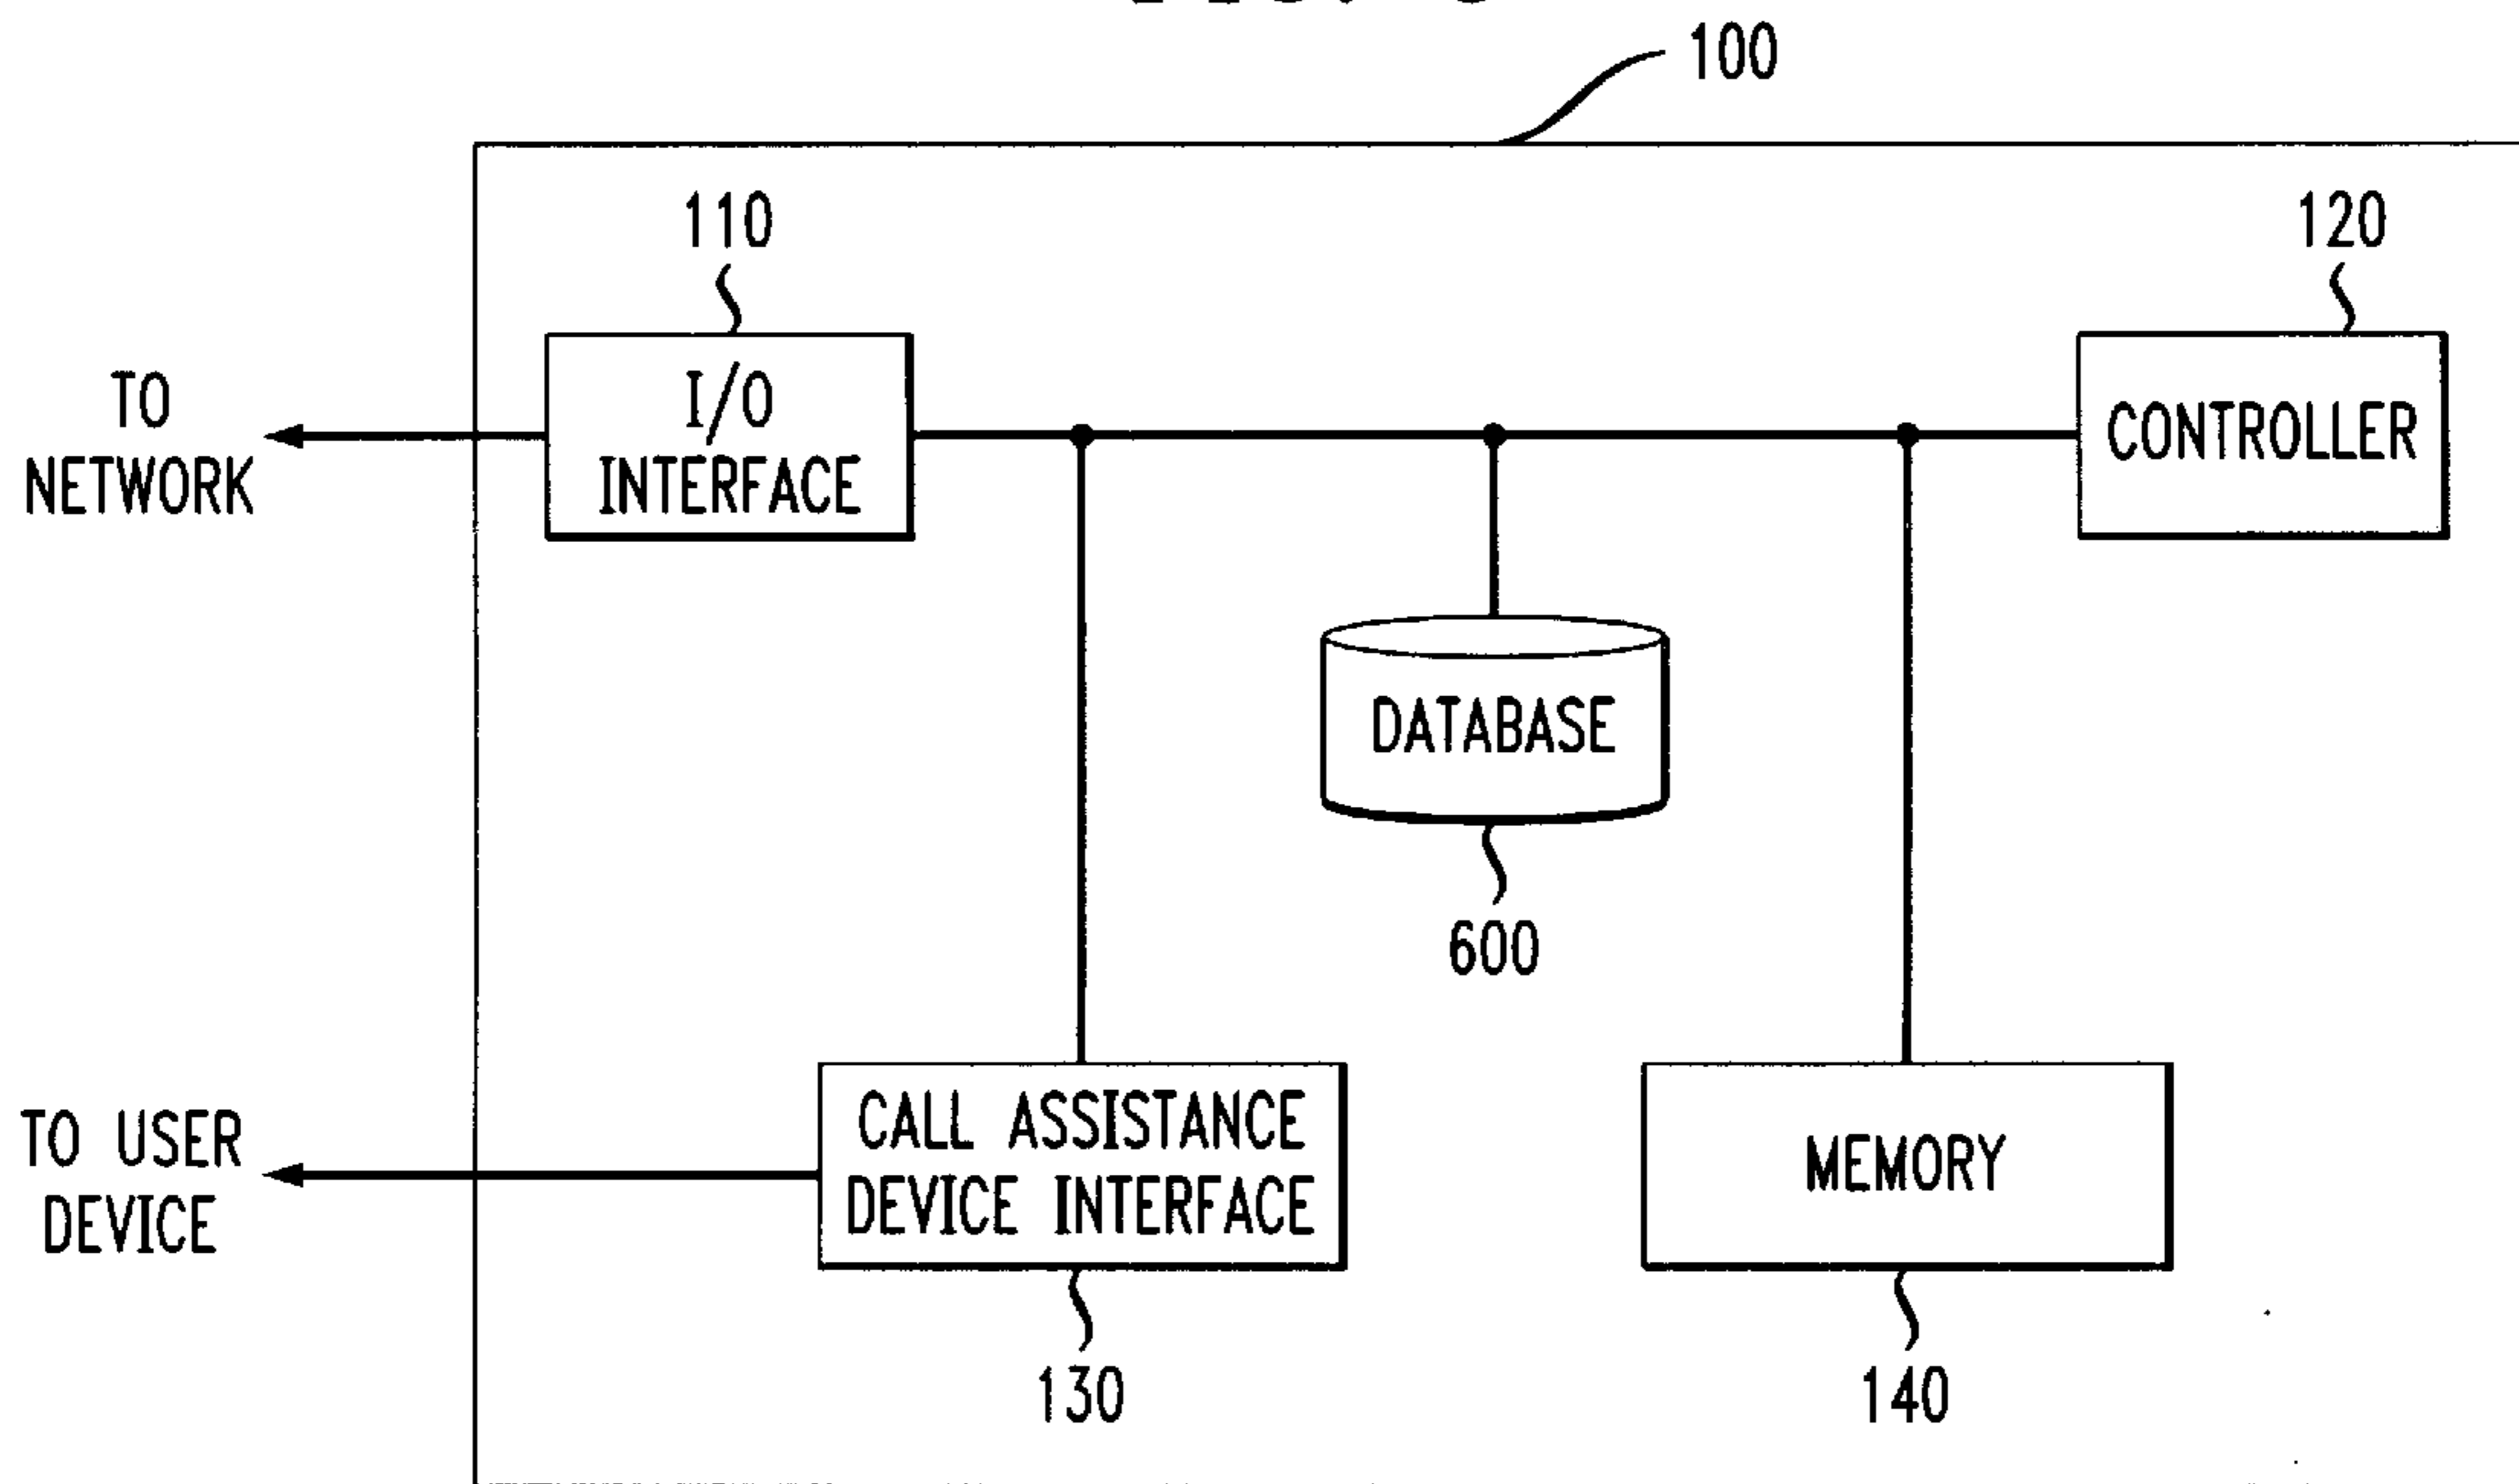 100
110
120
TO
NETWORK
I/O
INTERFACE
CONTROLLER
DATABASE
600
TO USER
DEVICE
CALL ASSISTANCE
DEVICE INTERFACE
MEMORY
130
140